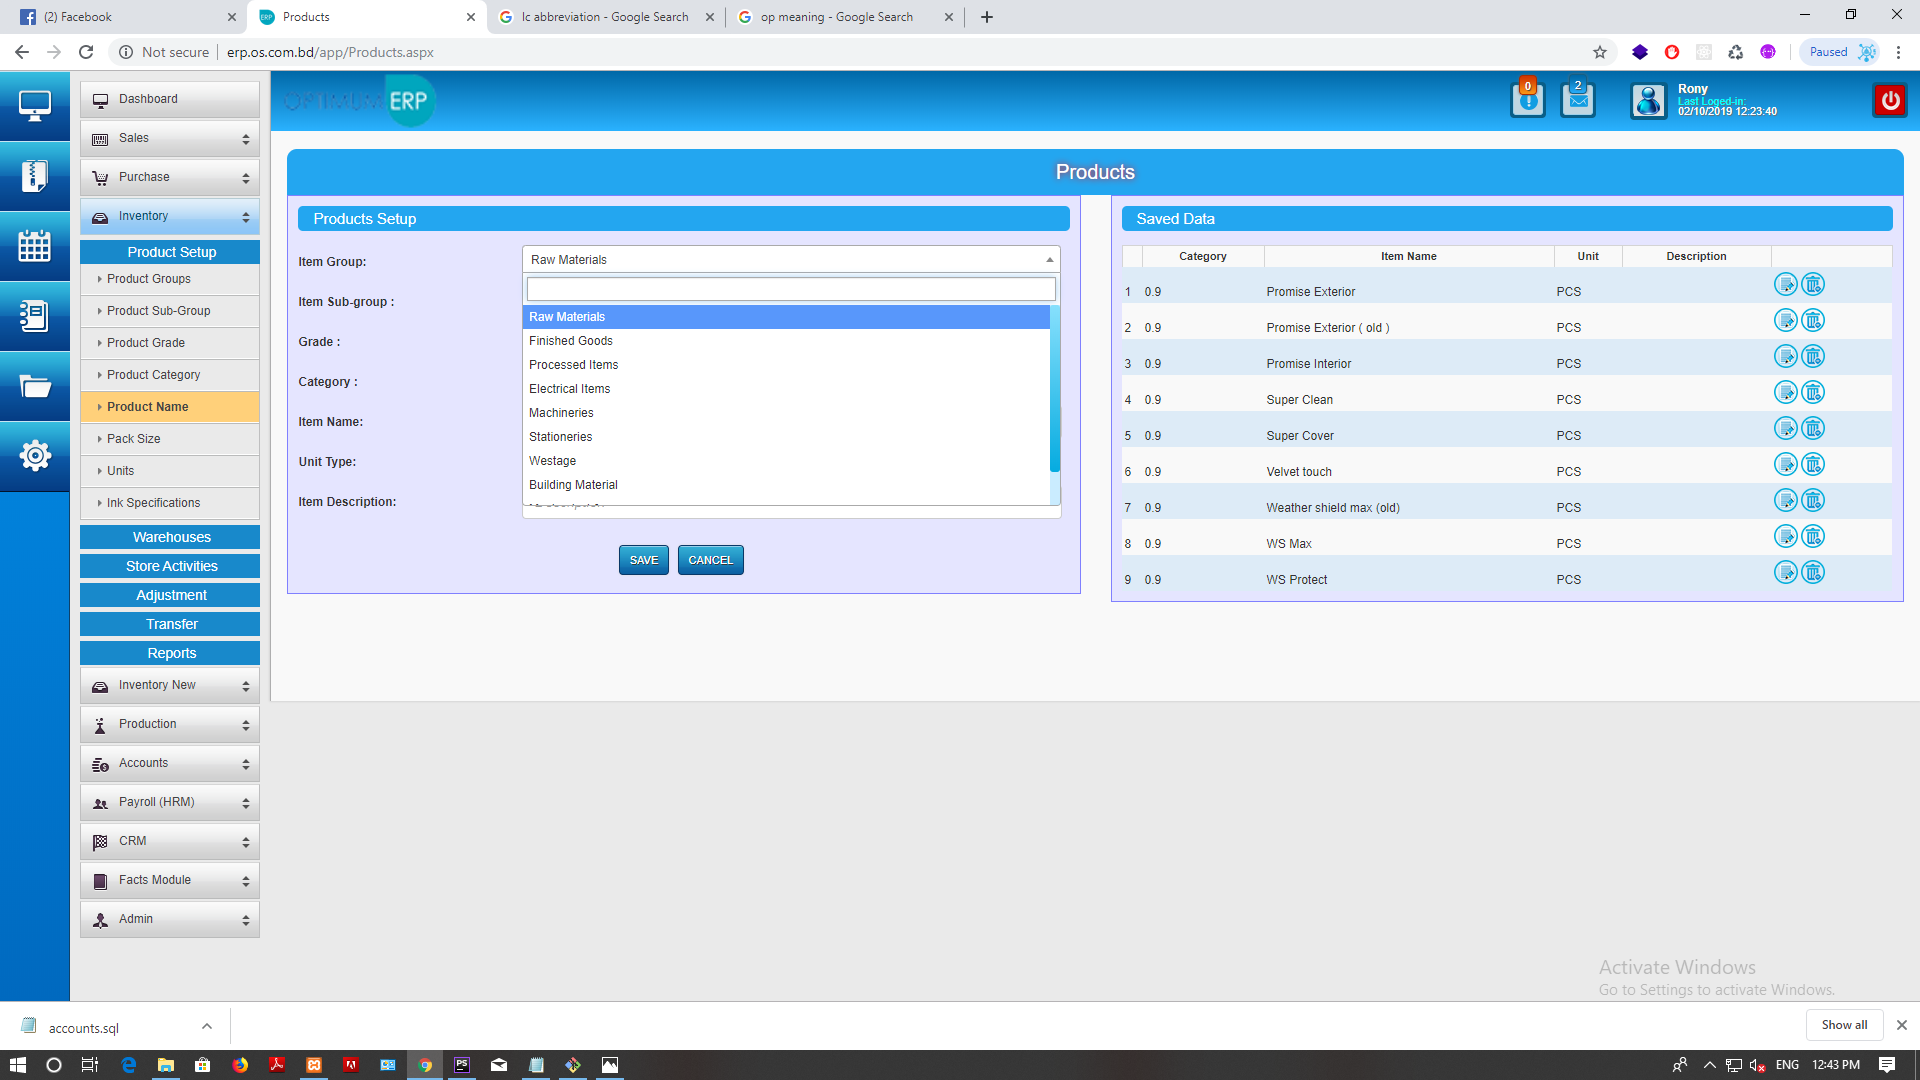 (2) Facebook
Products
lc abbreviation - Google Search
op meaning - Google Search
Not secure
erp.os.com.bd/app/Products.aspx
Paused
OPTIMUM ERP
0
2
Rony
Last Loged-in:
02/10/2019 12:23:40
Dashboard
Sales
Purchase
Inventory
Product Setup
Product Groups
Product Sub-Group
Product Grade
Product Category
Product Name
Pack Size
Units
Ink Specifications
Warehouses
Store Activities
Adjustment
Transfer
Reports
Inventory New
Production
Accounts
Payroll (HRM)
CRM
Facts Module
Admin
Products
Products Setup
Item Group:
Raw Materials
Item Sub-group :
Grade :
Category :
Item Name:
Unit Type:
Item Description:
Raw Materials
Finished Goods
Processed Items
Electrical Items
Machineries
Stationeries
Westage
Building Material
SAVE
CANCEL
Saved Data
Category Item Name Unit Description
1 0.9 Promise Exterior PCS
2 0.9 Promise Exterior ( old ) PCS
3 0.9 Promise Interior PCS
4 0.9 Super Clean PCS
5 0.9 Super Cover PCS
6 0.9 Velvet touch PCS
7 0.9 Weather shield max (old) PCS
8 0.9 WS Max PCS
9 0.9 WS Protect PCS
Activate Windows
Go to Settings to activate Windows.
accounts.sql
Show all
PS
ENG
12:43 PM